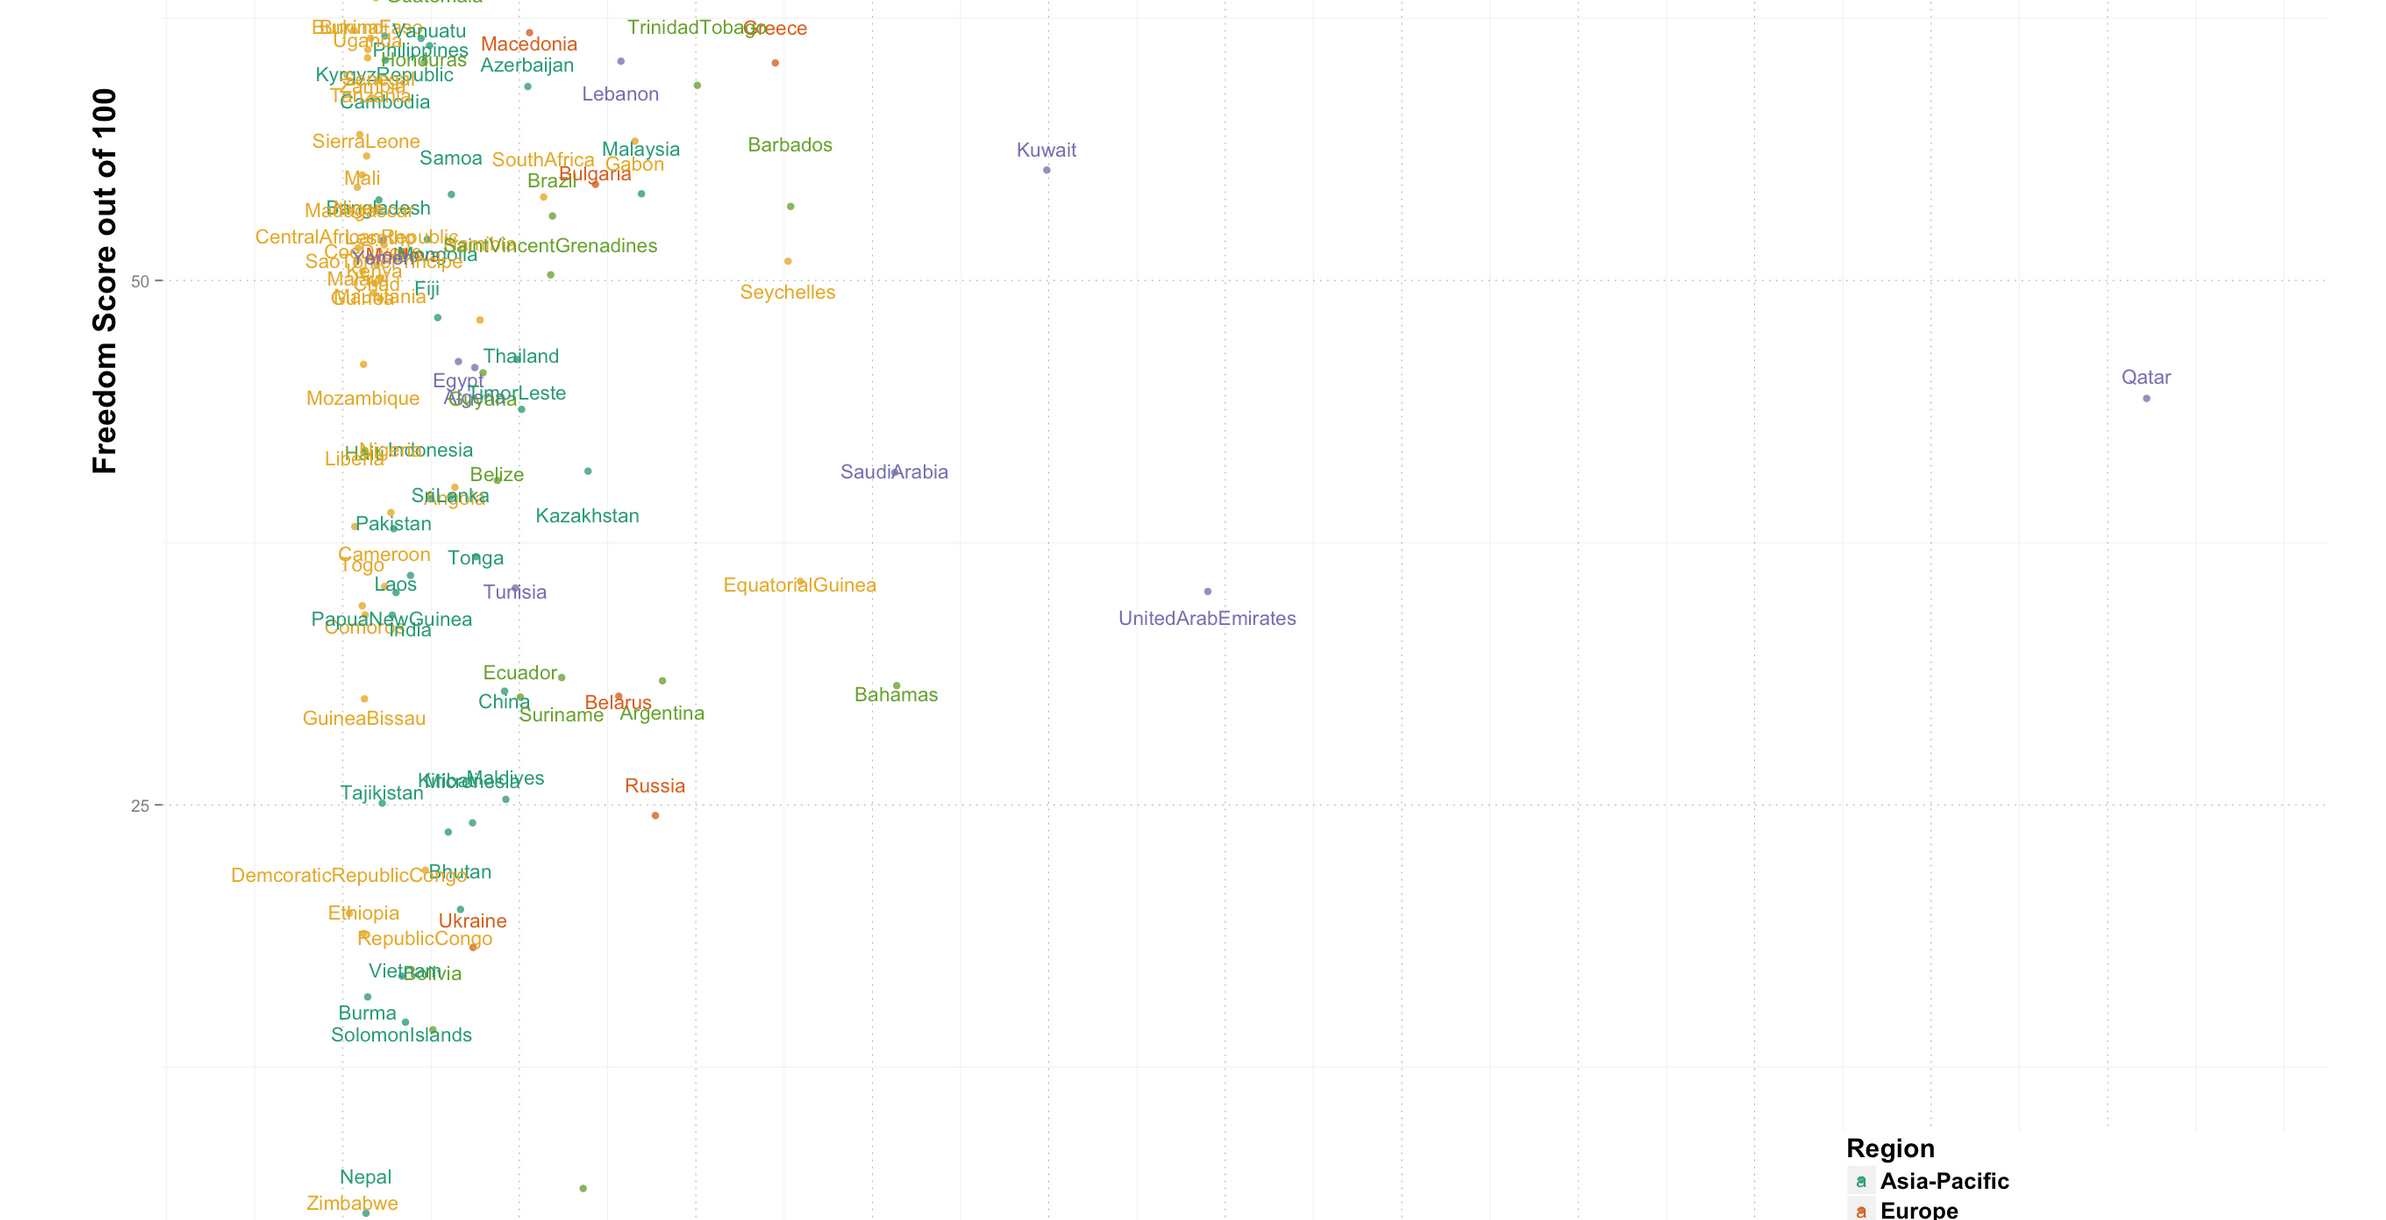 Guatemala
BurkinaFaso
Vanuatu
TrinidadTobago
Greece
Uganda
Macedonia
Philippines
Honduras
Azerbaijan
KyrgyzRepublic
Senegal
Zambia
Tanzania
Lebanon
Cambodia
SierraLeone
Barbados
Malaysia
Kuwait
Samoa
SouthAfrica
Gabon
Bulgaria
Mali
Brazil
Bangladesh
Madagascar
CentralAfricanRepublic
Lesotho
Namibia
SaintVincentGrenadines
Mongolia
Yemen
Kenya
50
Chad
Fiji
Seychelles
Mauritania
Guinea
Freedom Score out of 100
Thailand
Qatar
Egypt
TimorLeste
Mozambique
Algeria
Guyana
Nigeria
Indonesia
Haiti
Liberia
SaudiArabia
Belize
SriLanka
Angola
Kazakhstan
Pakistan
Cameroon
Tonga
Togo
Laos
EquatorialGuinea
Tunisia
UnitedArabEmirates
PapuaNewGuinea
Comoros
India
Ecuador
Bahamas
China
Belarus
Suriname
Argentina
GuineaBissau
Kiribati
Micronesia
Maldives
Russia
Tajikistan
25
Bhutan
DemcoraticRepublicCongo
Ethiopia
Ukraine
RepublicCongo
Vietnam
Bolivia
Burma
SolomonIslands
Region
Nepal
a Asia-Pacific
Zimbabwe
a Europe